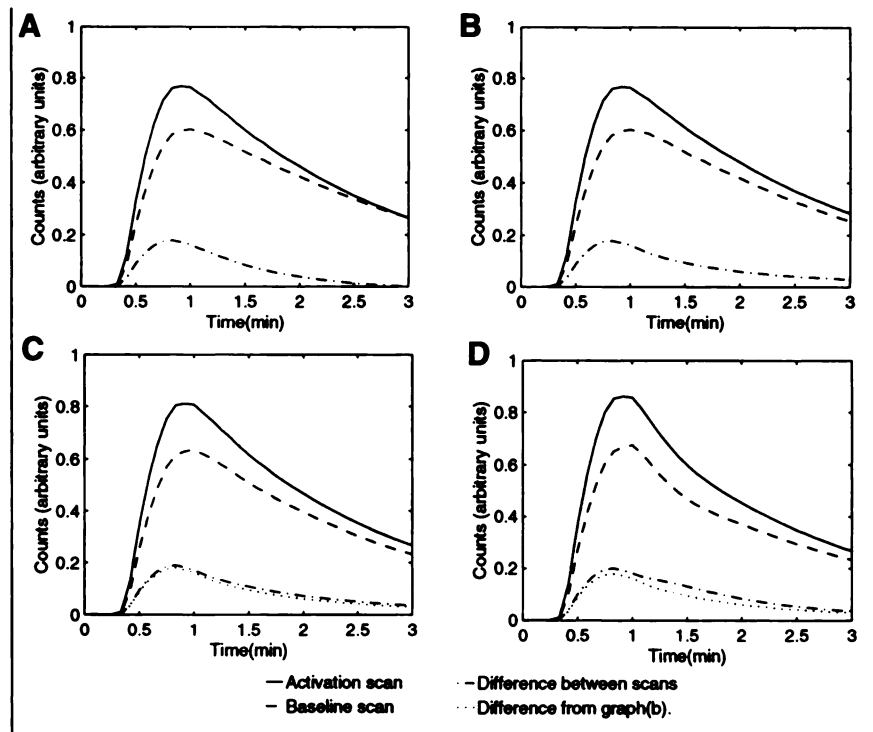 A
1
0.8
0.6
0.4
0.2
0
0 0.5 1 1.5 2 2.5 3
Counts (arbitrary units)
Time(min)
B
1
0.8
0.6
0.4
0.2
0
0 0.5 1 1.5 2 2.5 3
Counts (arbitrary units)
Time(min)
C
1
0.8
0.6
0.4
0.2
0
0 0.5 1 1.5 2 2.5 3
Counts (arbitrary units)
Time(min)
D
1
0.8
0.6
0.4
0.2
0
0 0.5 1 1.5 2 2.5 3
Counts (arbitrary units)
Time(min)
Activation scan
Baseline scan
Difference between scans
Difference from graph(b).